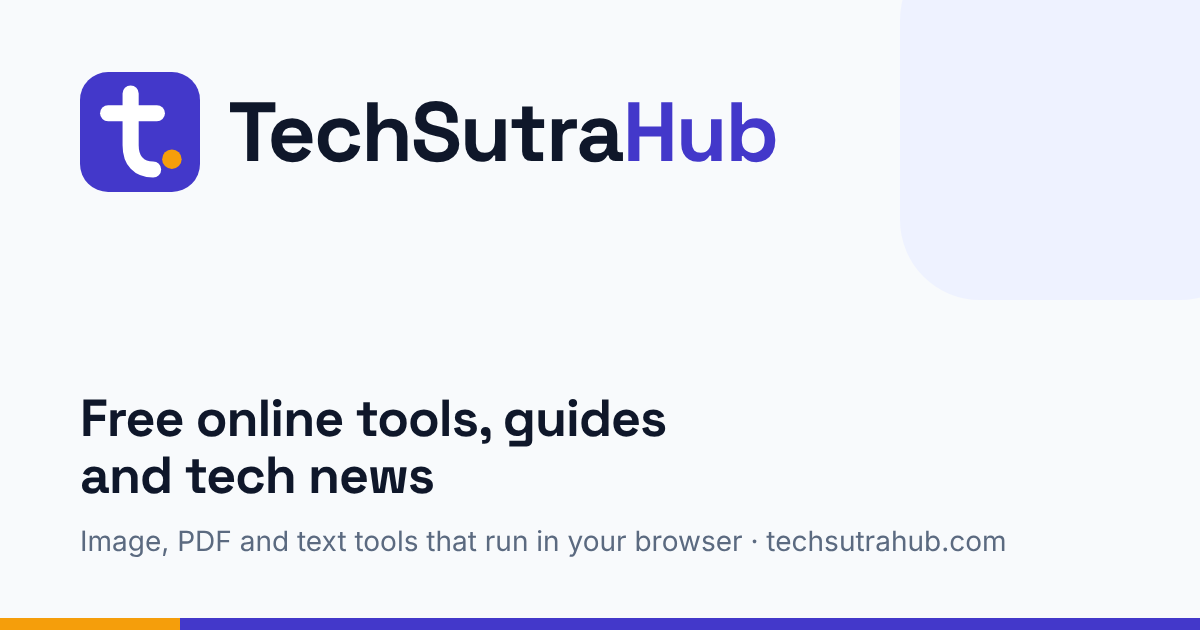 t.
TechSutraHub
Free online tools, guides
and tech news
Image, PDF and text tools that run in your browser · techsutrahub.com